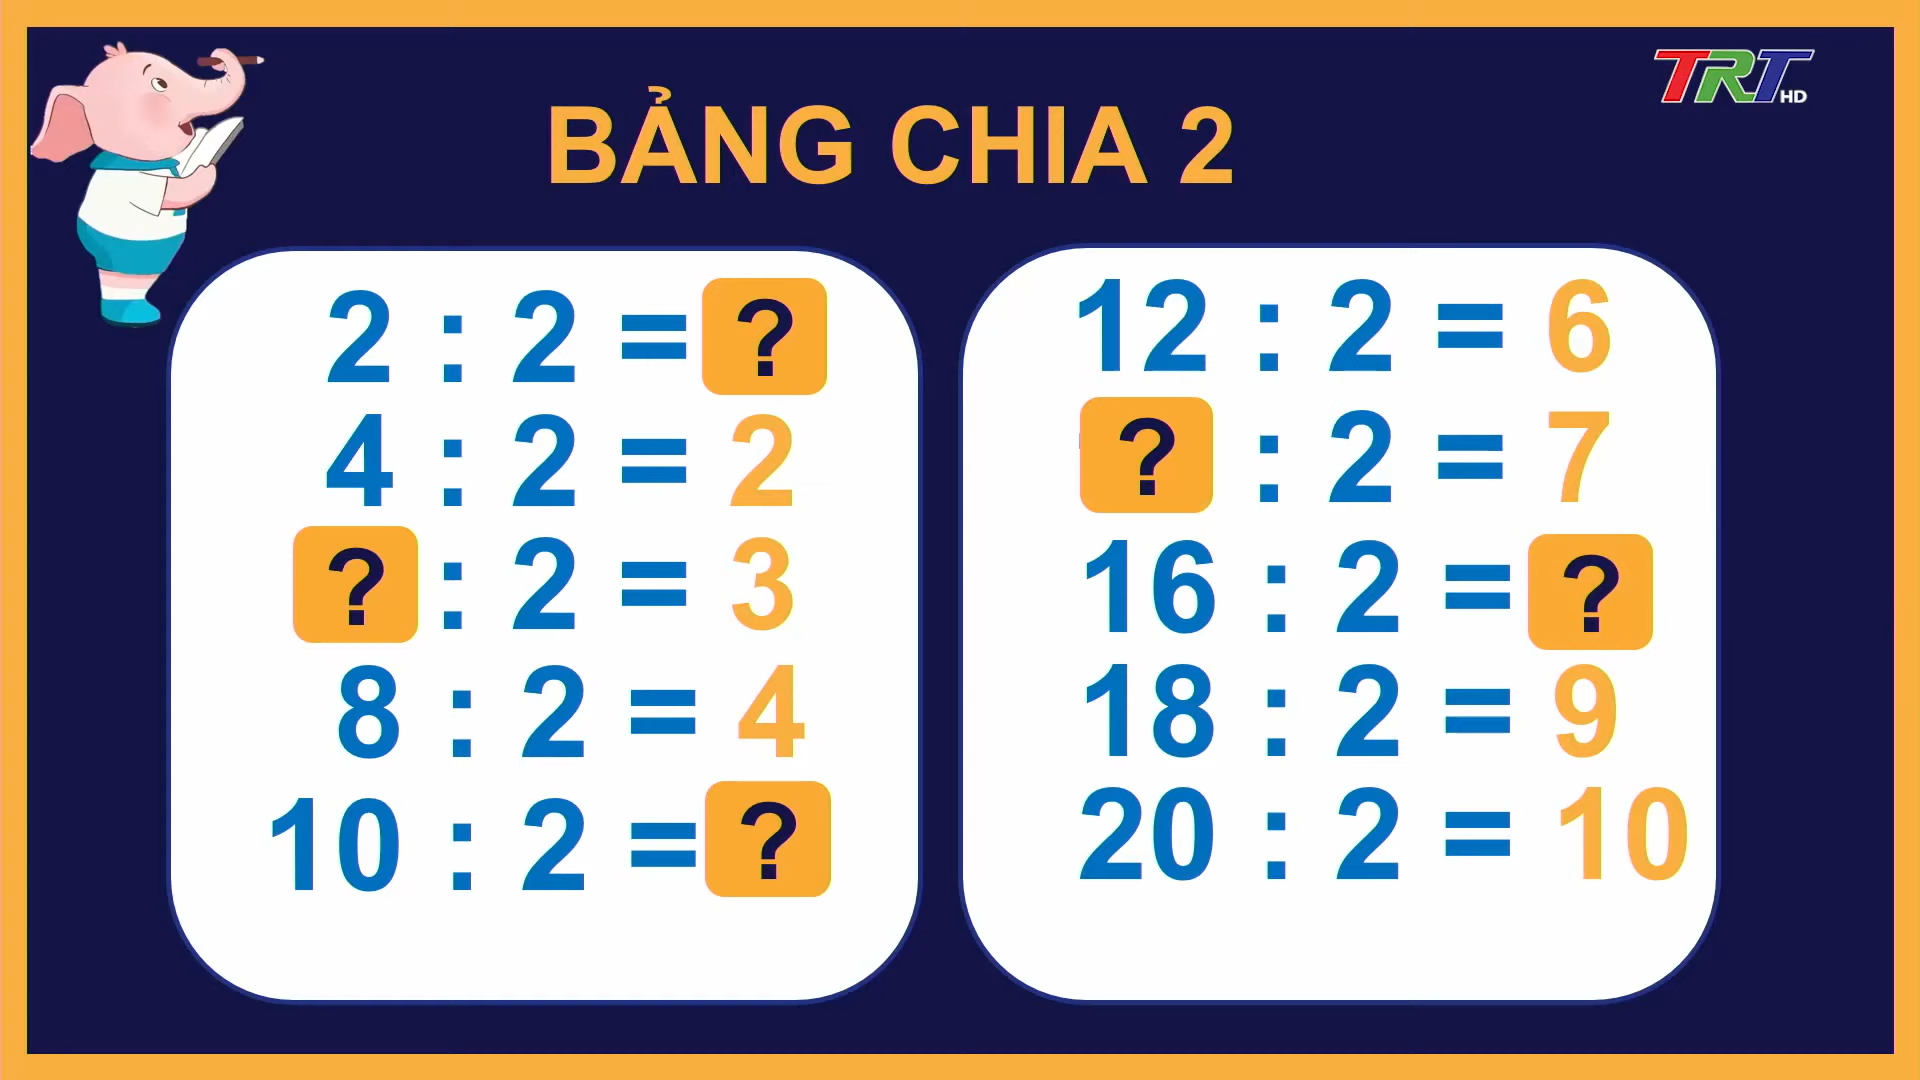 TRT HD
BẢNG CHIA 2
2 : 2 = ?
4 : 2 = 2
? : 2 = 3
8 : 2 = 4
10 : 2 = ?
12 : 2 = 6
? : 2 = 7
16 : 2 = ?
18 : 2 = 9
20 : 2 = 10